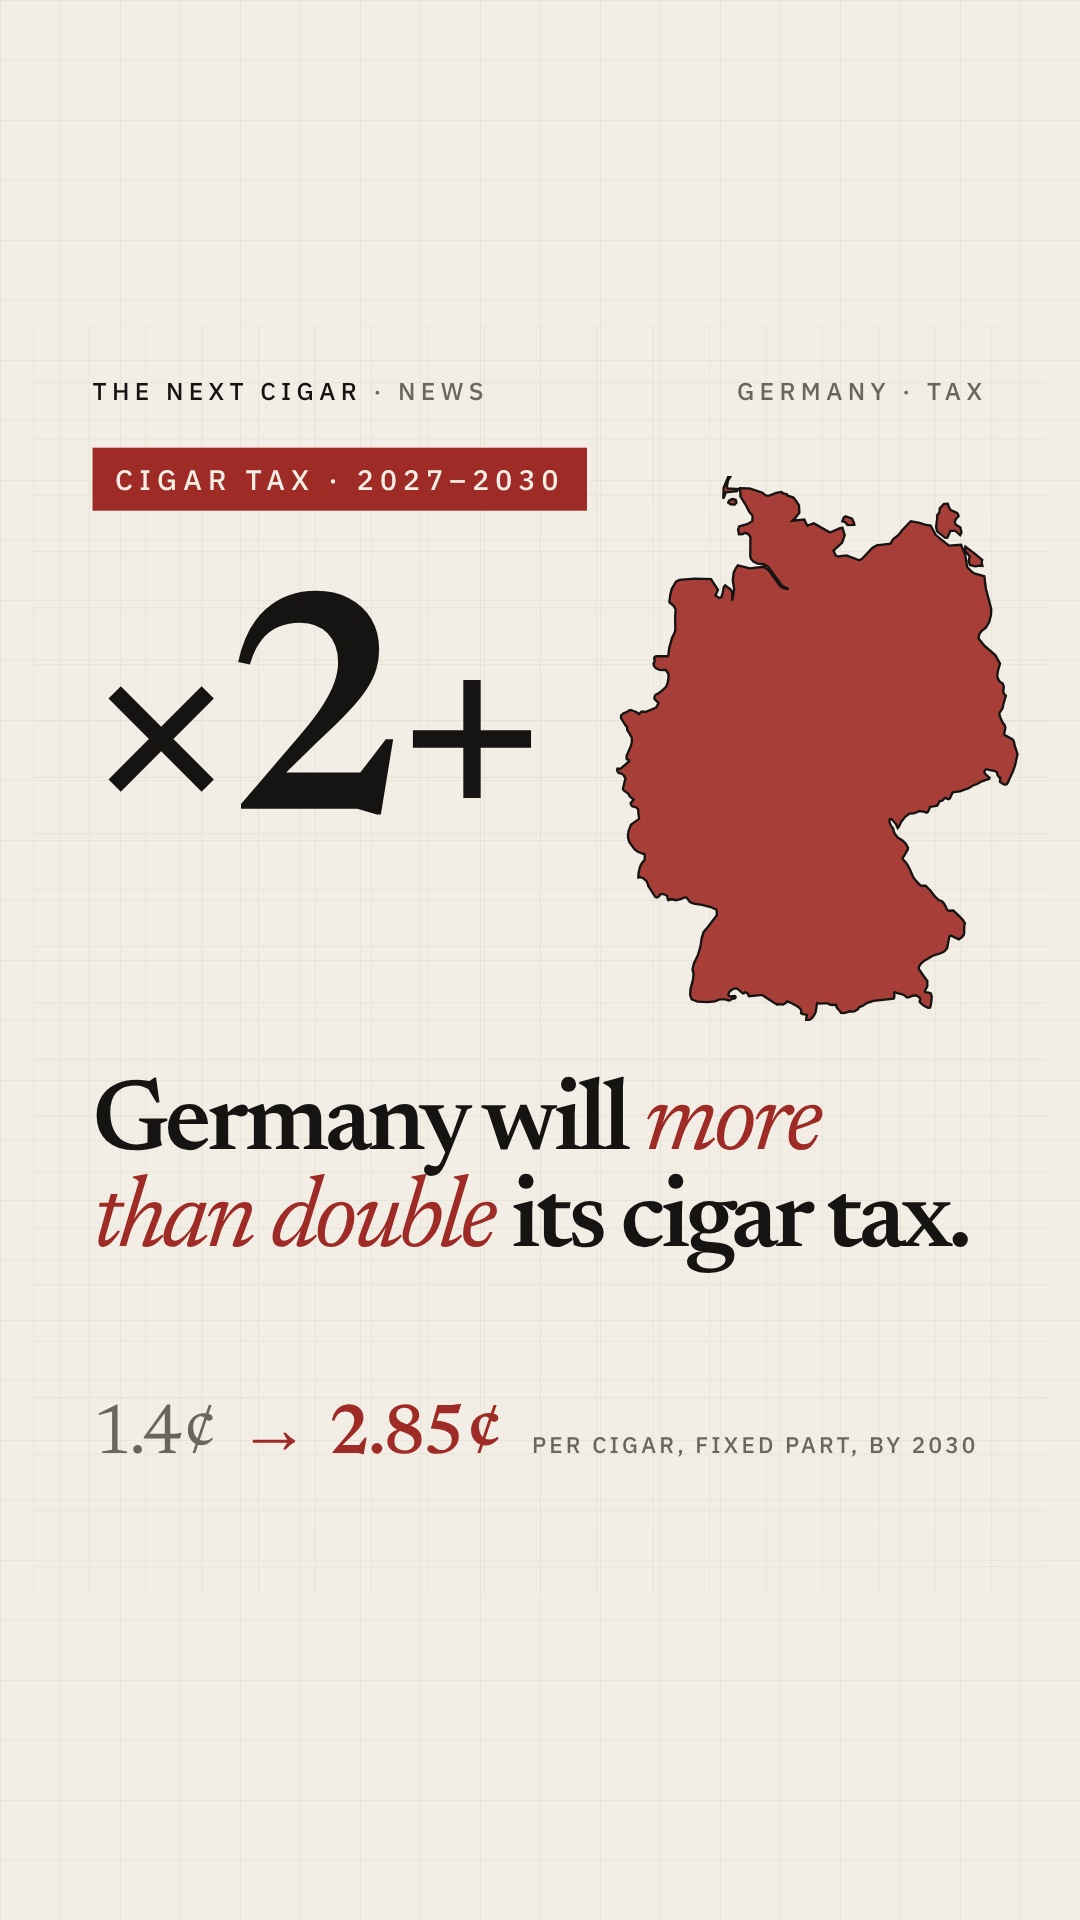 THE NEXT CIGAR · NEWS
GERMANY · TAX
CIGAR TAX · 2027–2030
×2+
Germany will more
than double its cigar tax.
1.4¢ → 2.85¢ PER CIGAR, FIXED PART, BY 2030